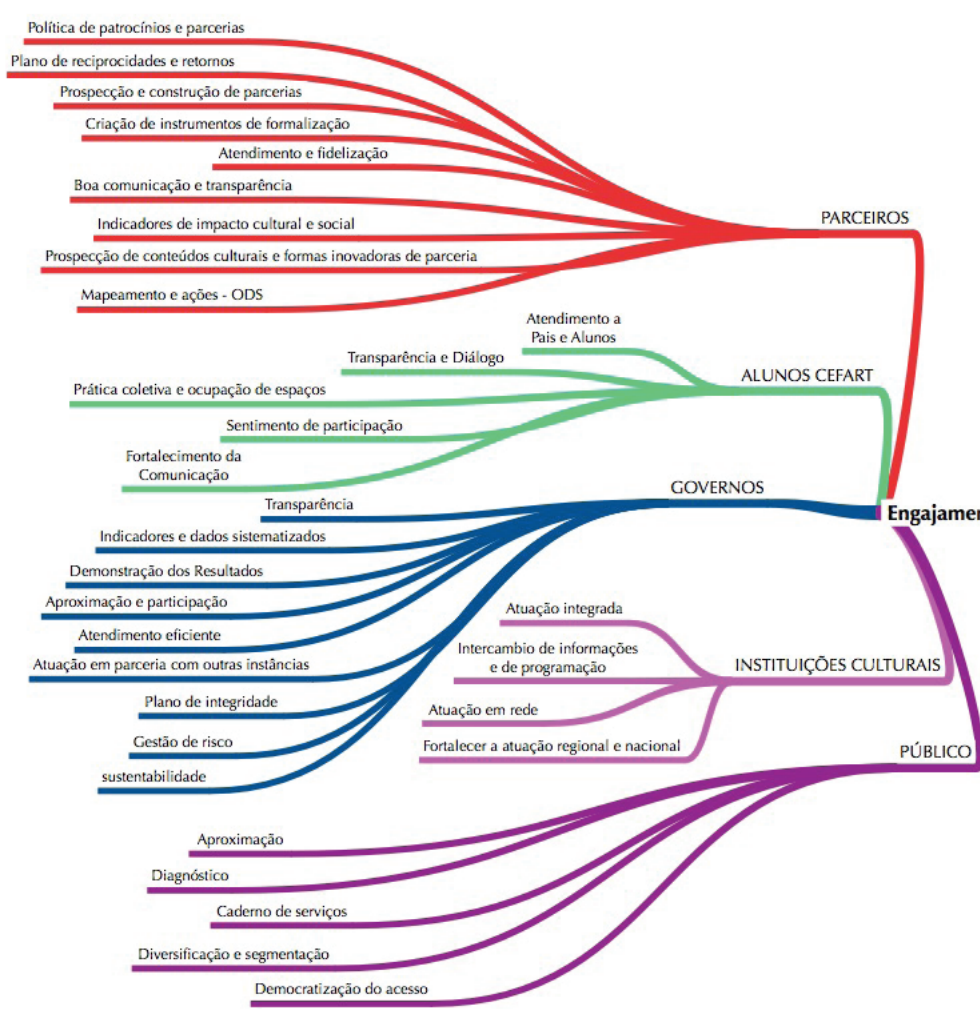 Política de patrocínios e parcerias
Plano de reciprocidades e retornos
Prospecção e construção de parcerias
Criação de instrumentos de formalização
Atendimento e fidelização
Boa comunicação e transparência
Indicadores de impacto cultural e social
Prospecção de conteúdos culturais e formas inovadoras de parceria
Mapeamento e ações - ODS
PARCEIROS
Atendimento a
Pais e Alunos
Transparência e Diálogo
Prática coletiva e ocupação de espaços
Sentimento de participação
Fortalecimento da
Comunicação
ALUNOS CEFART
Transparência
Indicadores e dados sistematizados
Demonstração dos Resultados
Aproximação e participação
Atendimento eficiente
Atuação em parceria com outras instâncias
Plano de integridade
Gestão de risco
sustentabilidade
GOVERNOS
Engajamen
Atuação integrada
Intercambio de informações
e de programação
Atuação em rede
Fortalecer a atuação regional e nacional
INSTITUIÇÕES CULTURAIS
PÚBLICO
Aproximação
Diagnóstico
Caderno de serviços
Diversificação e segmentação
Democratização do acesso